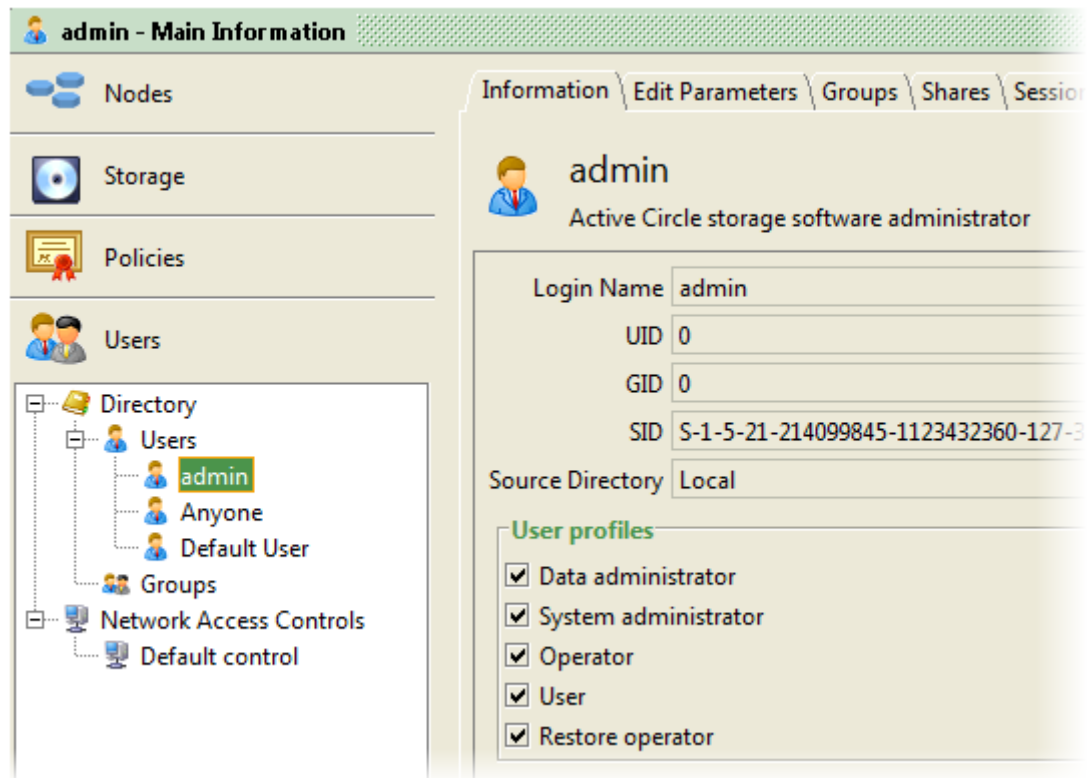 admin - Main Information
Nodes
Storage
Policies
Users
Directory
Users
admin
Anyone
Default User
Groups
Network Access Controls
Default control
Information Edit Parameters Groups Shares Session
admin
Active Circle storage software administrator
Login Name admin
UID 0
GID 0
SID S-1-5-21-214099845-1123432360-127-3
Source Directory Local
User profiles
Data administrator
System administrator
Operator
User
Restore operator